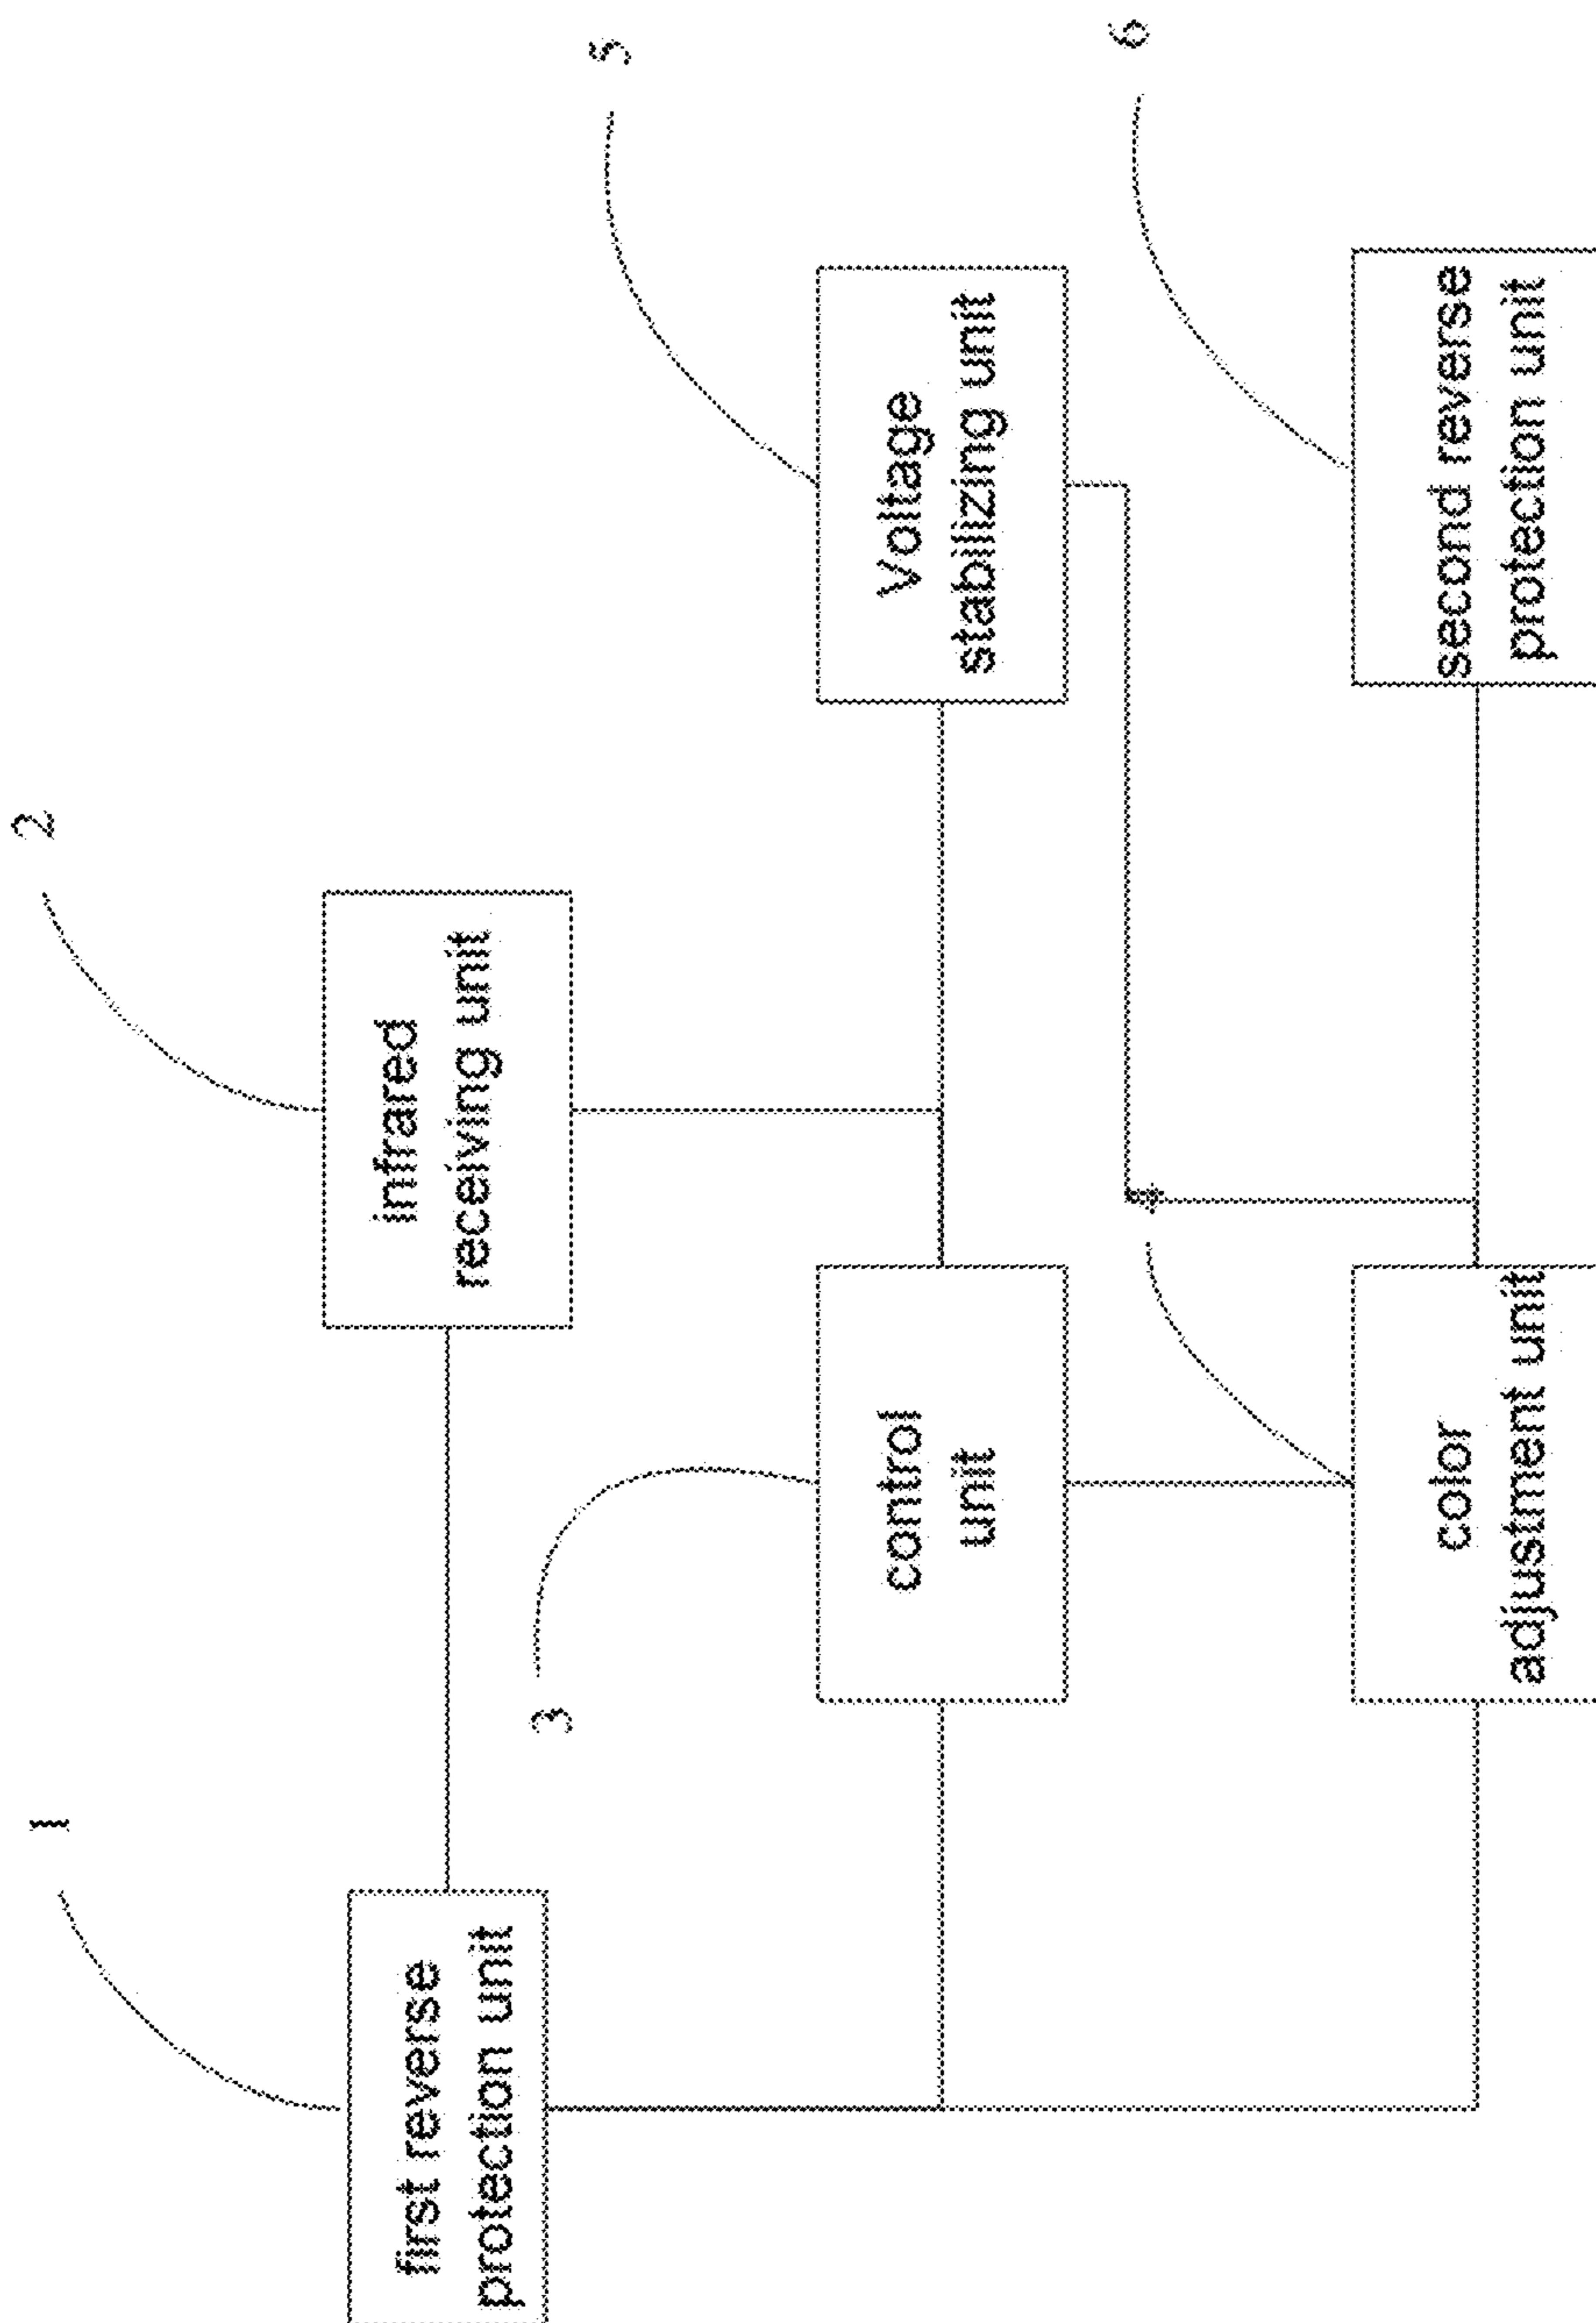 1
first reverse
protection unit
2
infrared
receiving unit
3
control
unit
5
Voltage
stabilizing unit
4
color
adjustment unit
6
second reverse
protection unit